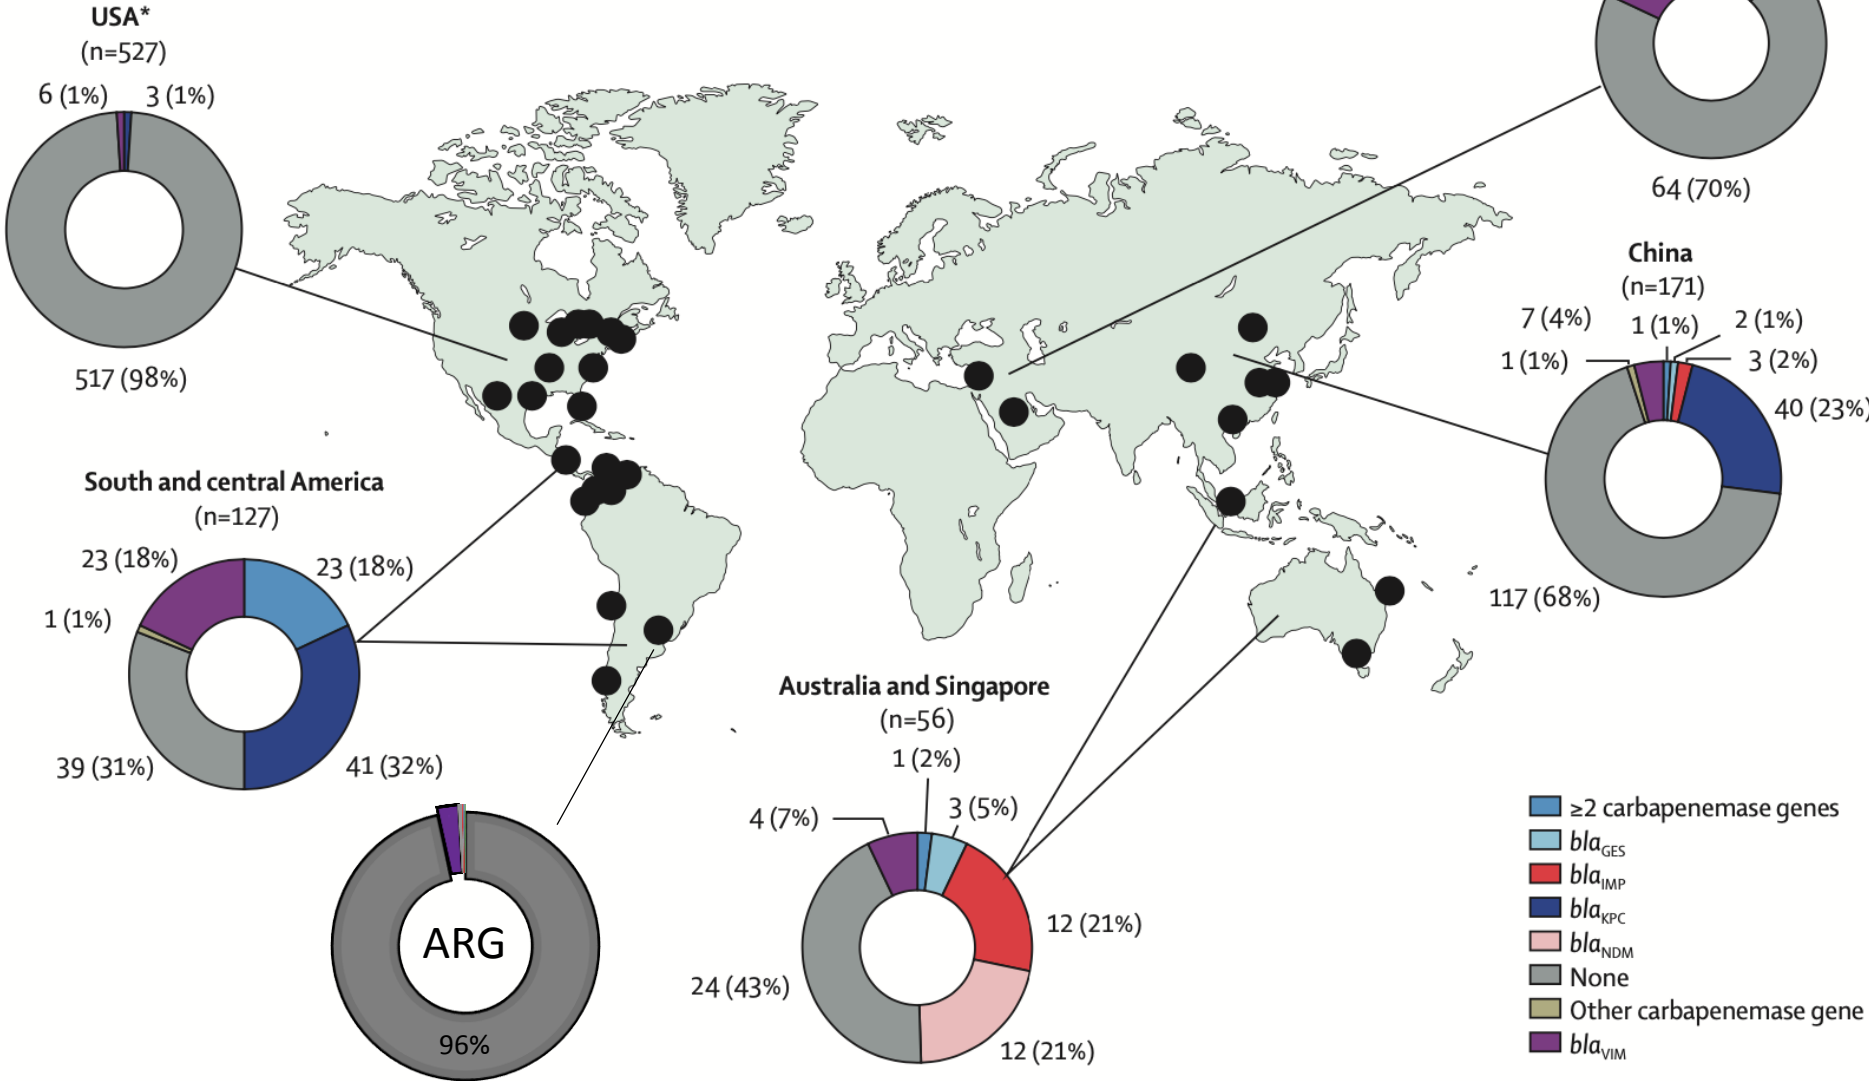 USA*
(n=527)
6 (1%) 3 (1%)
517 (98%)
64 (70%)
China
(n=171)
7 (4%) 1 (1%) 2 (1%)
1 (1%) 3 (2%)
40 (23%)
117 (68%)
South and central America
(n=127)
23 (18%) 23 (18%)
1 (1%)
39 (31%) 41 (32%)
ARG
96%
Australia and Singapore
(n=56)
1 (2%)
4 (7%) 3 (5%)
12 (21%)
24 (43%)
12 (21%)
≥2 carbapenemase genes
blaGES
blaIMP
blaKPC
blaNDM
None
Other carbapenemase gene
blaVIM